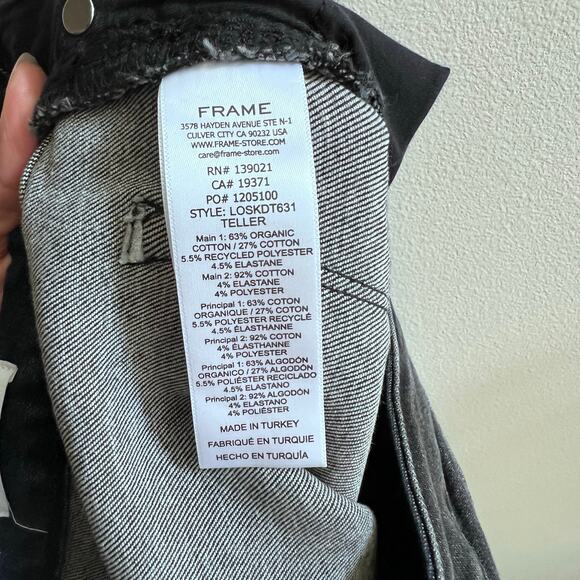 FRAME
3578 HAYDEN AVENUE STE N-1
CULVER CITY CA 90232 USA
WWW.FRAME-STORE.COM
care@frame-store.com
RN# 139021
CA# 19371
PO# 1205100
STYLE: LOSKDT631
TELLER
Main 1: 63% ORGANIC
COTTON / 27% COTTON
5.5% RECYCLED POLYESTER
4.5% ELASTANE
Main 2: 92% COTTON
4% ELASTANE
4% POLYESTER
Principal 1: 63% COTON
ORGANIQUE / 27% COTON
5.5% POLYESTER RECYCLÉ
4.5% ÉLASTHANNE
Principal 2: 92% COTON
4% ÉLASTHANNE
4% POLYESTER
Principal 1: 63% ALGODÓN
ORGANICO / 27% ALGODÓN
5.5% POLIÉSTER RECICLADO
4.5% ELASTANO
Principal 2: 92% ALGODÓN
4% ELASTANO
4% POLIÉSTER
MADE IN TURKEY
FABRIQUÉ EN TURQUIE
HECHO EN TURQUÍA